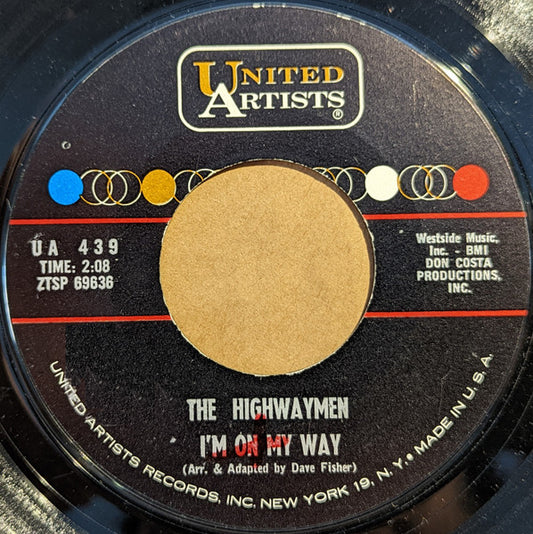 UNITED
ARTISTS®
UA 439
TIME: 2:08
ZTSP 69636
Westside Music,
Inc. - BMI
DON COSTA
PRODUCTIONS,
INC.
THE HIGHWAYMEN
I'M ON MY WAY
(Arr. & Adapted by Dave Fisher)
UNITED ARTISTS RECORDS, INC. NEW YORK 19, N.Y. • MADE IN U.S.A.